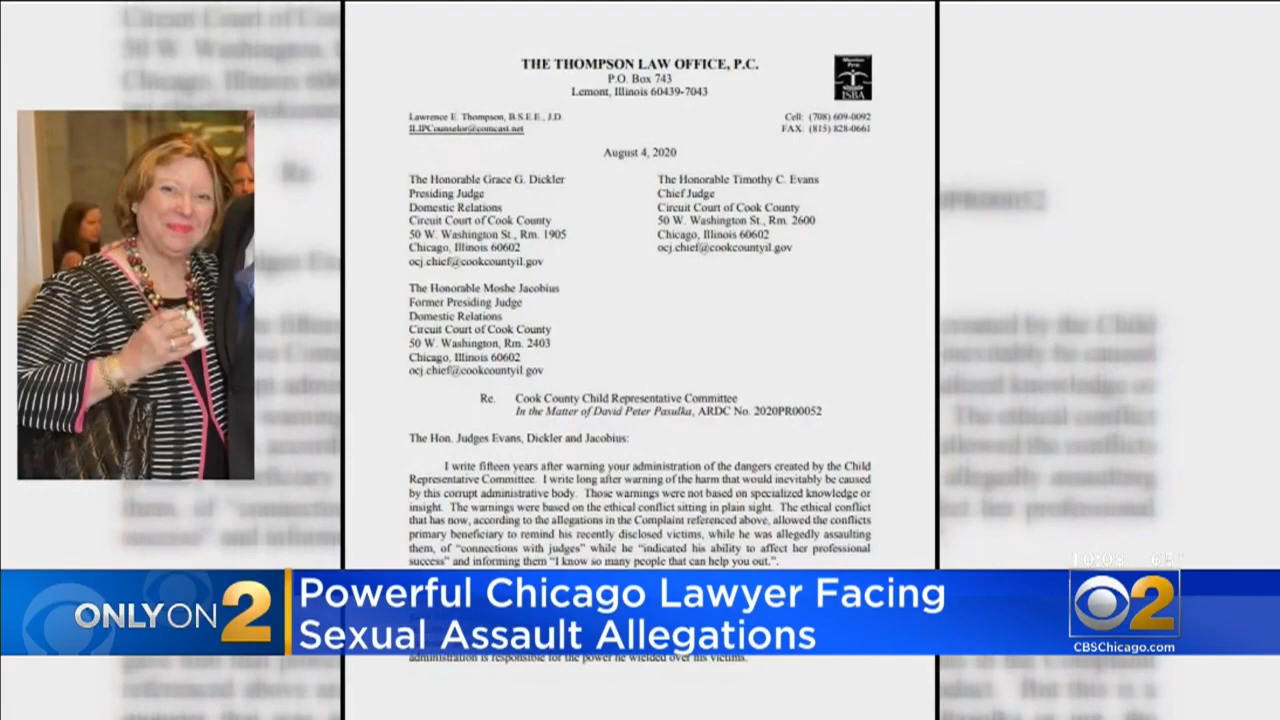 THE THOMPSON LAW OFFICE, P.C.
P.O. Box 743
Lemont, Illinois 60439-7043
ISBA
Lawrence E. Thompson, B.S.E.E., J.D.
ILIPCounselor@comcast.net
Cell: (708) 609-0092
FAX: (815) 828-0661
August 4, 2020
The Honorable Grace G. Dickler
Presiding Judge
Domestic Relations
Circuit Court of Cook County
50 W. Washington St., Rm. 1905
Chicago, Illinois 60602
ocj.chief@cookcountyil.gov
The Honorable Timothy C. Evans
Chief Judge
Circuit Court of Cook County
50 W. Washington St., Rm. 2600
Chicago, Illinois 60602
ocj.chief@cookcountyil.gov
The Honorable Moshe Jacobius
Former Presiding Judge
Domestic Relations
Circuit Court of Cook County
50 W. Washington, Rm. 2403
Chicago, Illinois 60602
ocj.chief@cookcountyil.gov
Re. Cook County Child Representative Committee
In the Matter of David Peter Pasulka, ARDC No. 2020PR00052
The Hon. Judges Evans, Dickler and Jacobius:
I write fifteen years after warning your administration of the dangers created by the Child
Representative Committee. I write long after warning of the harm that would inevitably be caused
by this corrupt administrative body. Those warnings were not based on specialized knowledge or
insight. The warnings were based on the ethical conflict sitting in plain sight. The ethical conflict
that has now, according to the allegations in the Complaint referenced above, allowed the conflicts
primary beneficiary to remind his recently disclosed victims, while he was allegedly assaulting
them, of "connections with judges" while he "indicated his ability to affect her professional
success" and informing them "I know so many people that can help you out.".
10:08 65°
ONLY ON 2
Powerful Chicago Lawyer Facing
Sexual Assault Allegations
2
CBSChicago.com
administration is responsible for the power he wielded over his victims.